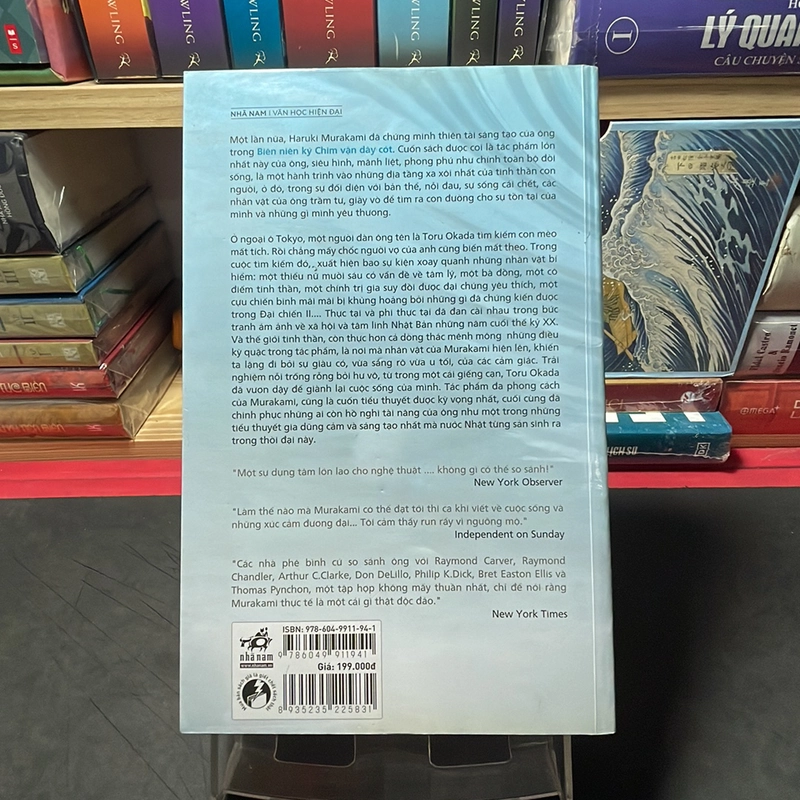 WLING
WLING
WLING
LÝ QUA
CÂU CHUYỆN
NHÃ NAM | VĂN HỌC HIỆN ĐẠI
Một lần nữa, Haruki Murakami đã chứng minh thiên tài sáng tạo của ông
trong Biên niên ký Chim vặn dây cót. Cuốn sách được coi là tác phẩm lớn
nhất này của ông, siêu hình, mãnh liệt, phong phú như chính toàn bộ đời
sống, là một hành trình vào những địa tầng xa xôi nhất của tinh thần con
người, ở đó, trong sự đối diện với bản thể, nỗi đau, sự sống cái chết, các
nhân vật của ông trầm tư, giày vò để tìm ra con đường cho sự tồn tại của
mình và những gì mình yêu thương.
Ở ngoại ô Tokyo, một người đàn ông tên là Toru Okada tìm kiếm con mèo
mất tích. Rồi chẳng mấy chốc người vợ của anh cũng biến mất theo. Trong
cuộc tìm kiếm đó, xuất hiện bao sự kiện xoay quanh những nhân vật bí
hiểm: một thiếu nữ mười sáu có vấn đề về tâm lý, một bà đồng, một cô
điếm tinh thần, một chính trị gia suy đồi được đại chúng yêu thích, một
cựu chiến binh mãi mãi bị khủng hoảng bởi những gì đã chứng kiến được
trong Đại chiến II.... Thực tại và phi thực tại đã đan cài nhau trong bức
tranh ám ảnh về xã hội và tâm linh Nhật Bản những năm cuối thế kỷ XX.
Và thế giới tinh thần, còn thực hơn cả dòng thác mênh mông những điều
kỳ quặc trong tác phẩm, là nơi mà nhân vật của Murakami hiện lên, khiến
ta lặng đi bởi sự giàu có, vừa sáng rõ vừa u tối, của các cảm giác. Trải
nghiệm nỗi trống rỗng bởi hư vô, từ trong một cái giếng cạn, Toru Okada
đã vươn dậy để giành lại cuộc sống của mình. Tác phẩm đa phong cách
của Murakami, cũng là cuốn tiểu thuyết được kỳ vọng nhất, cuối cùng đã
chinh phục những ai còn hồ nghi tài năng của ông như một trong những
tiểu thuyết gia dũng cảm và sáng tạo nhất mà nước Nhật từng sản sinh ra
trong thời đại này.
"Một sự dụng tâm lớn lao cho nghệ thuật .... không gì có thể so sánh!"
New York Observer
"Làm thế nào mà Murakami có thể đạt tới thi ca khi viết về cuộc sống và
những xúc cảm đương đại... Tôi cảm thấy run rẩy vì ngưỡng mộ."
Independent on Sunday
"Các nhà phê bình cứ so sánh ông với Raymond Carver, Raymond
Chandler, Arthur C.Clarke, Don DeLillo, Philip K.Dick, Bret Easton Ellis và
Thomas Pynchon, một tập hợp không mấy thuần nhất, chỉ để nói rằng
Murakami thực tế là một cái gì thật độc đáo."
New York Times
ISBN: 978-604-9911-94-1
9 786049 911941
Giá: 199.000đ
8 935235 225831
nhã nam
www.nhanam.vn
OMEGA+
LỊCH SỬ
DK